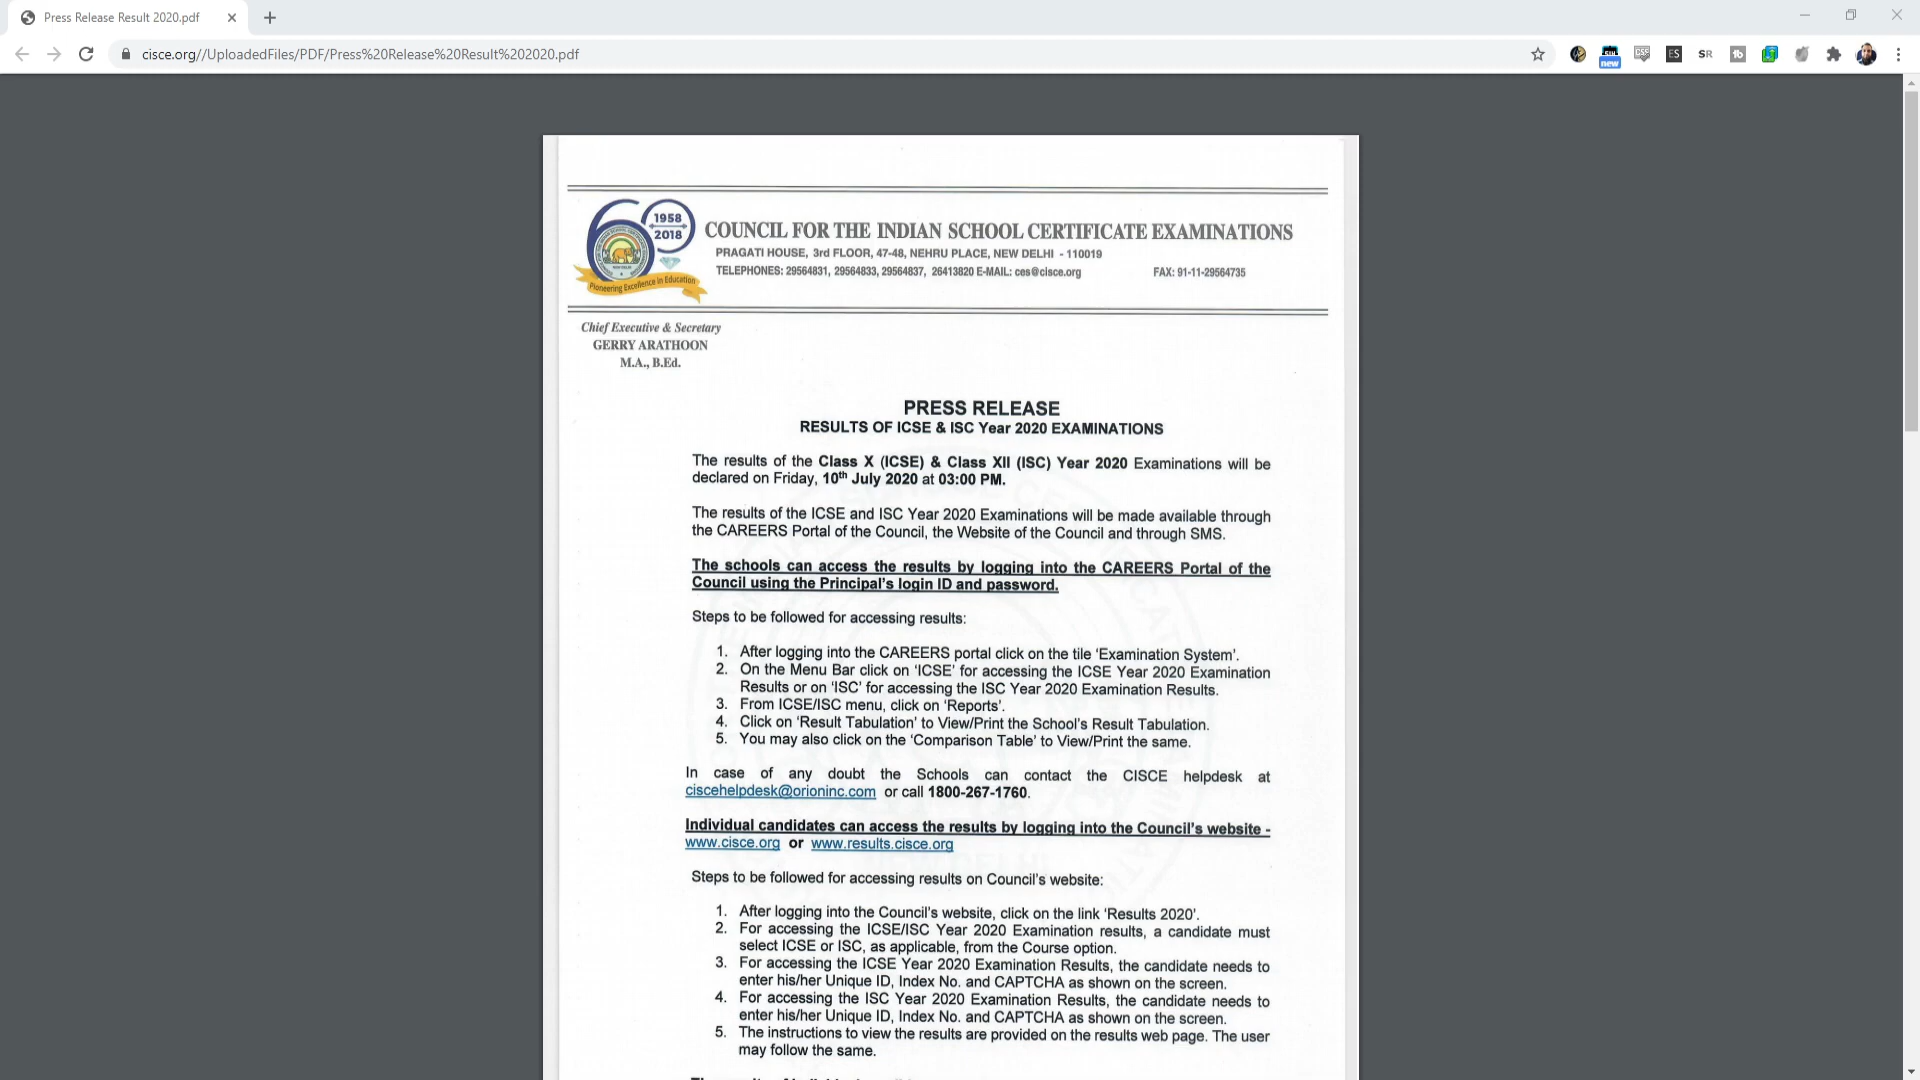 Press Release Result 2020.pdf
cisce.org//UploadedFiles/PDF/Press%20Release%20Result%202020.pdf
new
CSS
ES
SR
tb
1958
2018
Pioneering Excellence in Education
COUNCIL FOR THE INDIAN SCHOOL CERTIFICATE EXAMINATIONS
PRAGATI HOUSE, 3rd FLOOR, 47-48, NEHRU PLACE, NEW DELHI - 110019
TELEPHONES: 29564831, 29564833, 29564837, 26413820 E-MAIL: ces@cisce.org FAX: 91-11-29564735
Chief Executive & Secretary
GERRY ARATHOON
M.A., B.Ed.
PRESS RELEASE
RESULTS OF ICSE & ISC Year 2020 EXAMINATIONS
The results of the Class X (ICSE) & Class XII (ISC) Year 2020 Examinations will be
declared on Friday, 10th July 2020 at 03:00 PM.
The results of the ICSE and ISC Year 2020 Examinations will be made available through
the CAREERS Portal of the Council, the Website of the Council and through SMS.
The schools can access the results by logging into the CAREERS Portal of the
Council using the Principal's login ID and password.
Steps to be followed for accessing results:
1. After logging into the CAREERS portal click on the tile 'Examination System'.
2. On the Menu Bar click on 'ICSE' for accessing the ICSE Year 2020 Examination
Results or on 'ISC' for accessing the ISC Year 2020 Examination Results.
3. From ICSE/ISC menu, click on 'Reports'.
4. Click on 'Result Tabulation' to View/Print the School's Result Tabulation.
5. You may also click on the 'Comparison Table' to View/Print the same.
In case of any doubt the Schools can contact the CISCE helpdesk at
ciscehelpdesk@orioninc.com or call 1800-267-1760.
Individual candidates can access the results by logging into the Council's website -
www.cisce.org or www.results.cisce.org
Steps to be followed for accessing results on Council's website:
1. After logging into the Council's website, click on the link 'Results 2020'.
2. For accessing the ICSE/ISC Year 2020 Examination results, a candidate must
select ICSE or ISC, as applicable, from the Course option.
3. For accessing the ICSE Year 2020 Examination Results, the candidate needs to
enter his/her Unique ID, Index No. and CAPTCHA as shown on the screen.
4. For accessing the ISC Year 2020 Examination Results, the candidate needs to
enter his/her Unique ID, Index No. and CAPTCHA as shown on the screen.
5. The instructions to view the results are provided on the results web page. The user
may follow the same.